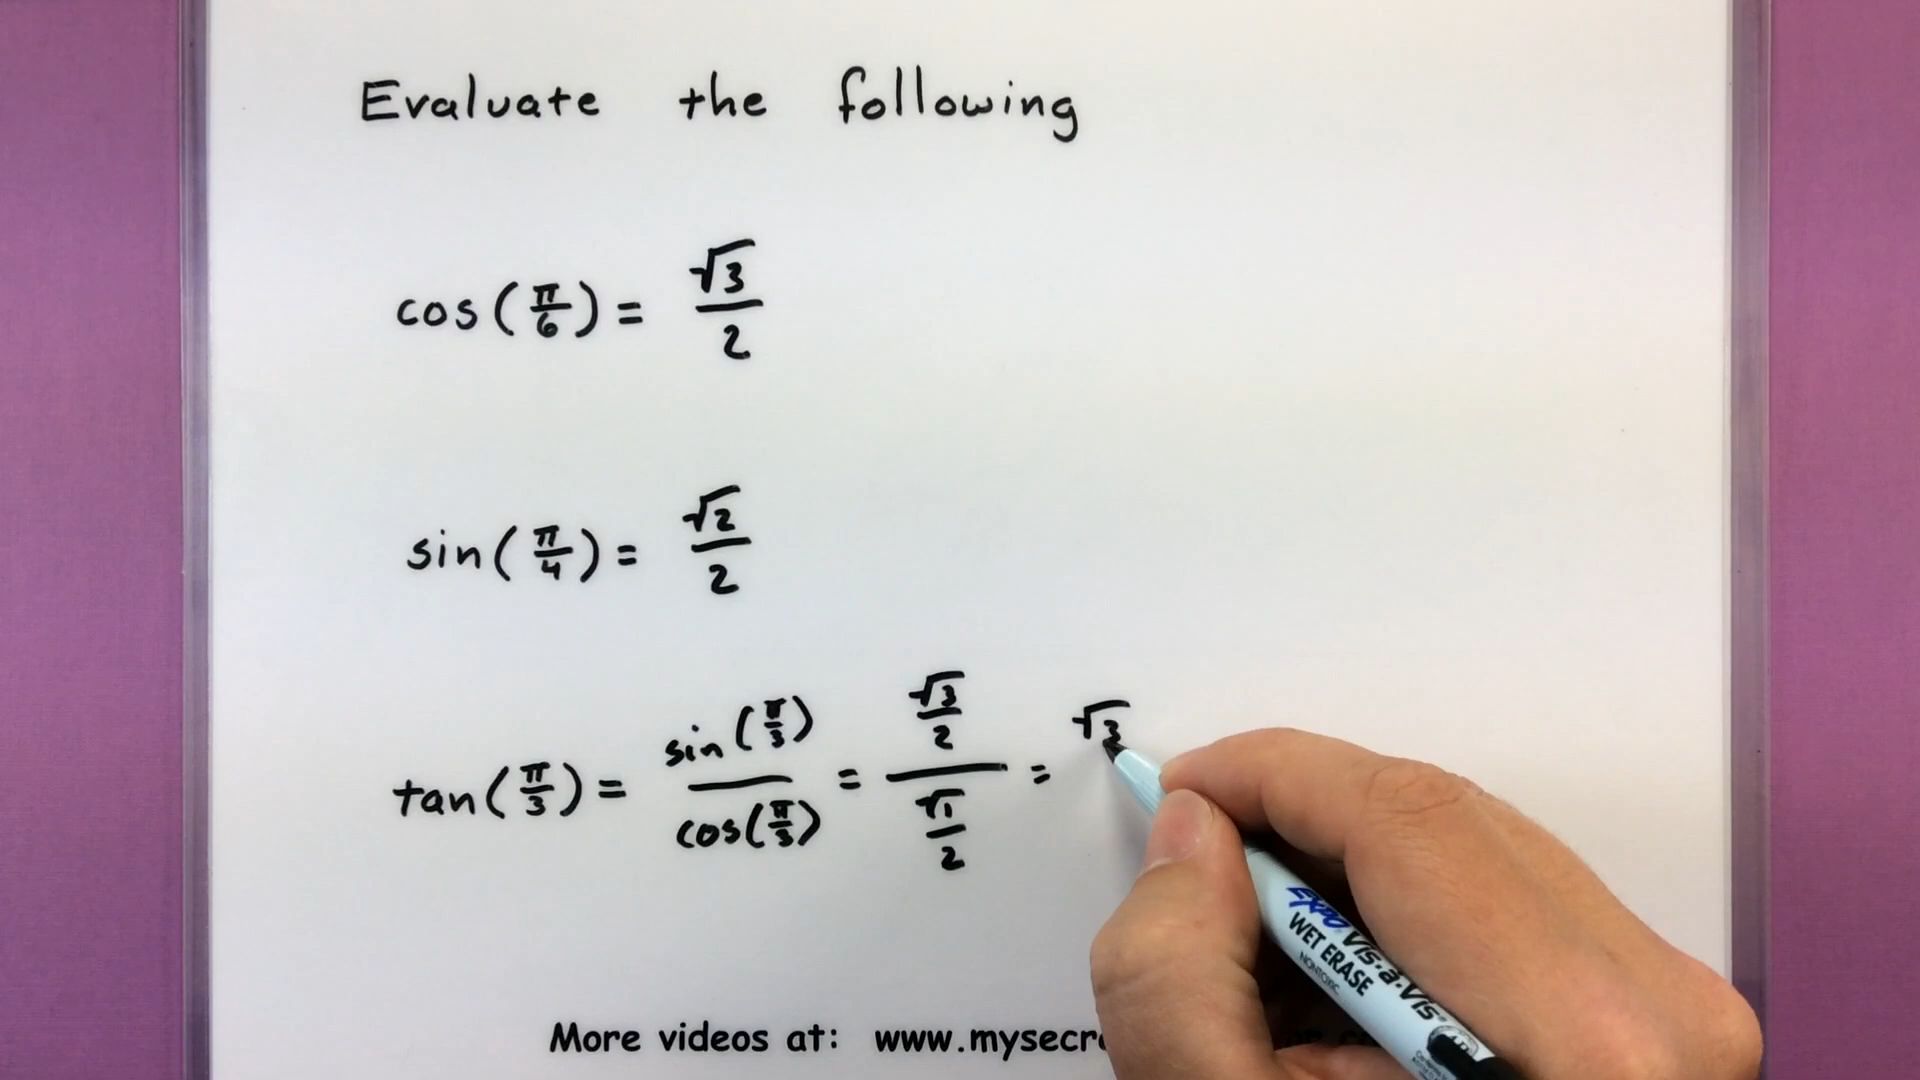 Evaluate the following
cos(π/6) = √3/2
sin(π/4) = √2/2
tan(π/3) = sin(π/3)/cos(π/3) = (√3/2)/(√1/2) = √3
EXPO Vis-à-Vis
WET ERASE
NONTOXIC
More videos at: www.mysecr